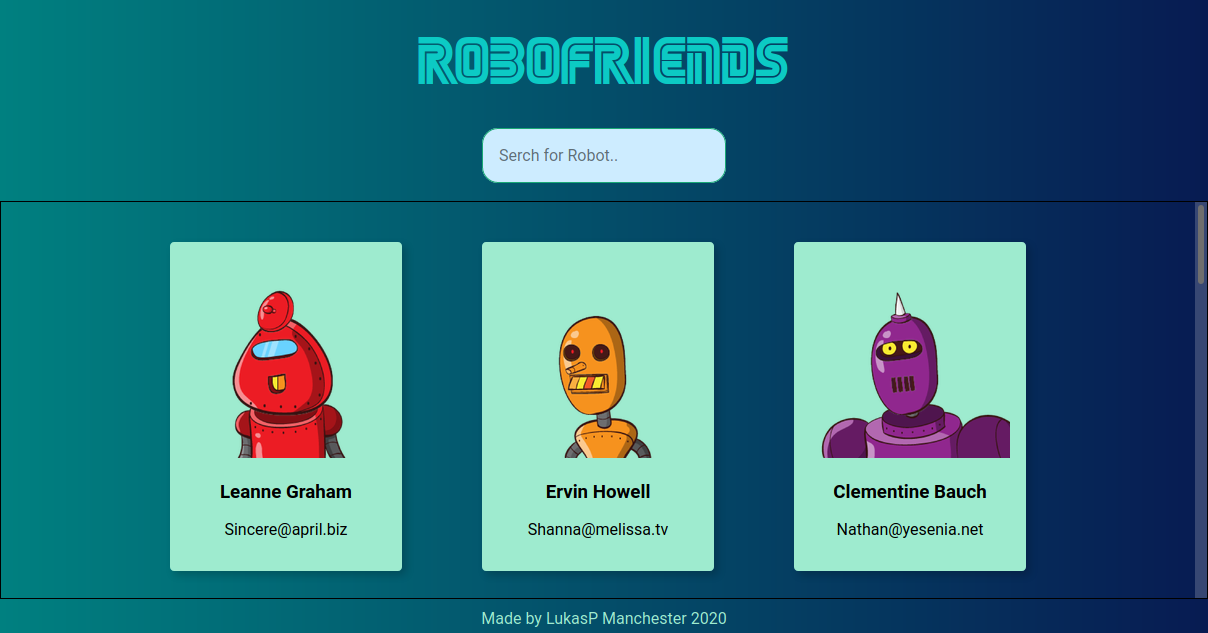 ROBOFRIENDS
Serch for Robot..
Leanne Graham
Ervin Howell
Clementine Bauch
Sincere@april.biz
Shanna@melissa.tv
Nathan@yesenia.net
Made by LukasP Manchester 2020